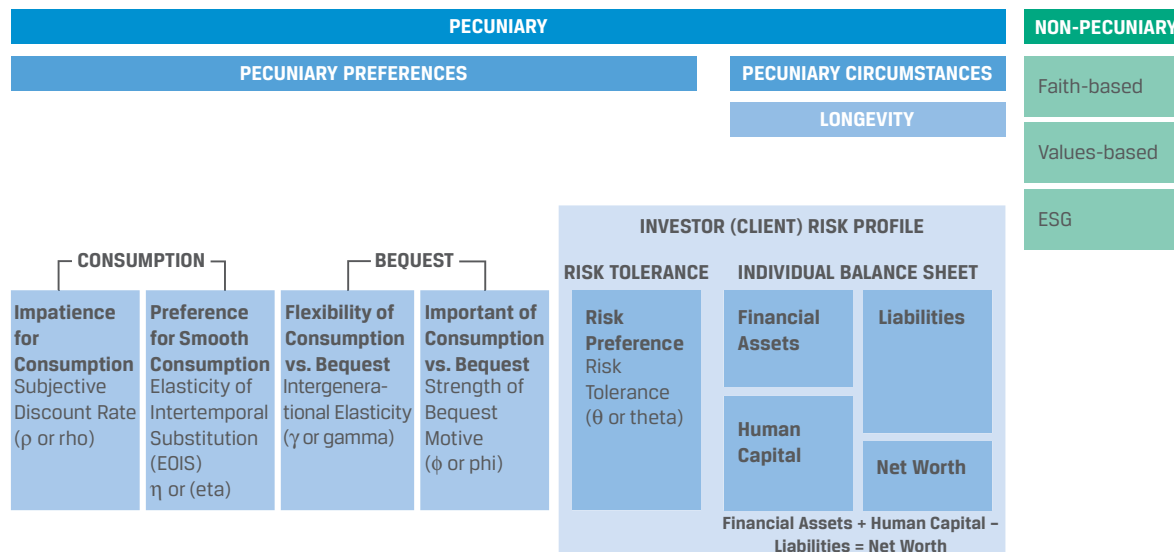 PECUNIARY
NON-PECUNIARY
PECUNIARY PREFERENCES
PECUNIARY CIRCUMSTANCES
LONGEVITY
Faith-based
Values-based
ESG
INVESTOR (CLIENT) RISK PROFILE
CONSUMPTION
BEQUEST
RISK TOLERANCE
INDIVIDUAL BALANCE SHEET
Impatience
for
Consumption
Subjective
Discount Rate
(ρ or rho)
Preference
for Smooth
Consumption
Elasticity of
Intertemporal
Substitution
(EOIS)
η or (eta)
Flexibility of
Consumption
vs. Bequest
Intergenera-
tional Elasticity
(γ or gamma)
Important of
Consumption
vs. Bequest
Strength of
Bequest
Motive
(ϕ or phi)
Risk
Preference
Risk
Tolerance
(θ or theta)
Financial
Assets
Human
Capital
Liabilities
Net Worth
Financial Assets + Human Capital –
Liabilities = Net Worth